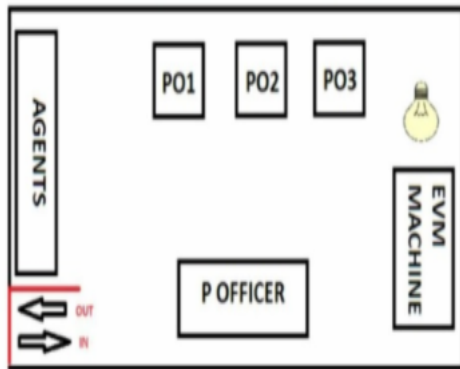 AGENTS
PO1
PO2
PO3
EVM
MACHINE
P OFFICER
OUT
IN